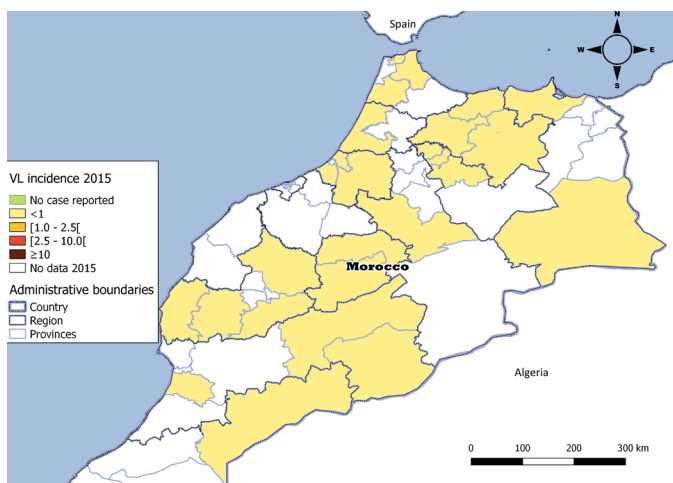 Spain
N
W
E
S
VL incidence 2015
No case reported
<1
[1.0 - 2.5[
[2.5 - 10.0[
≥10
No data 2015
Administrative boundaries
Country
Region
Provinces
Morocco
Algeria
0 100 200 300 km